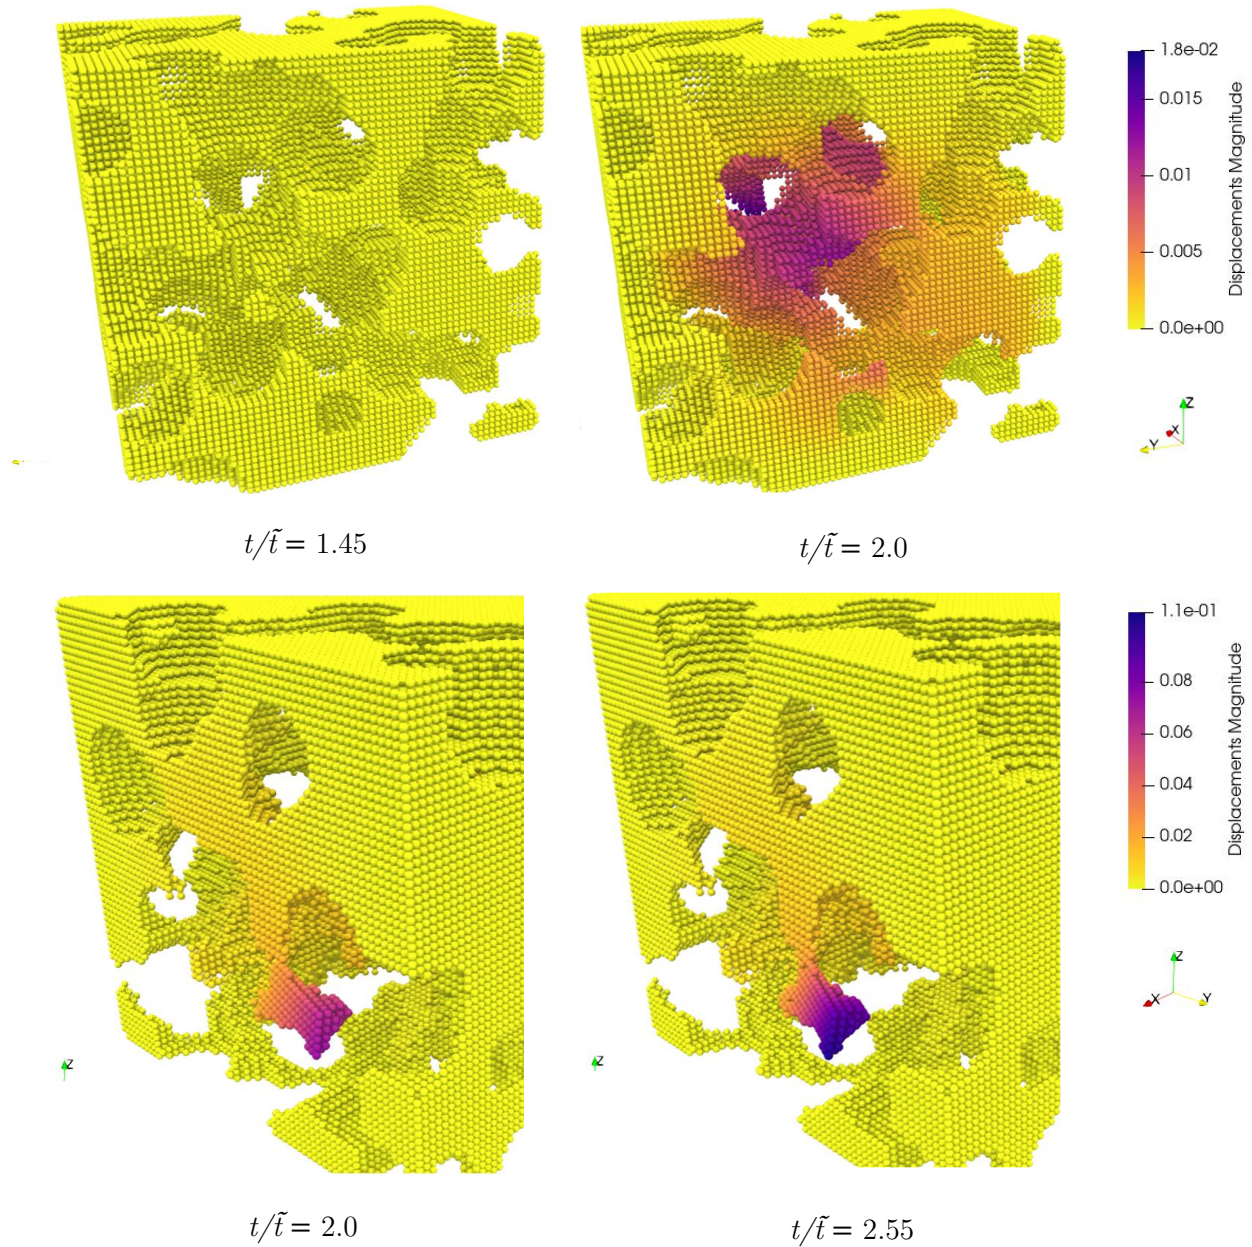 1.8e-02
0.015
0.01
0.005
0.0e+00
Displacements Magnitude
Z
X
Y
t/t̃ = 1.45
t/t̃ = 2.0
1.1e-01
0.08
0.06
0.04
0.02
0.0e+00
Displacements Magnitude
Z
X
Y
Z
Z
t/t̃ = 2.0
t/t̃ = 2.55